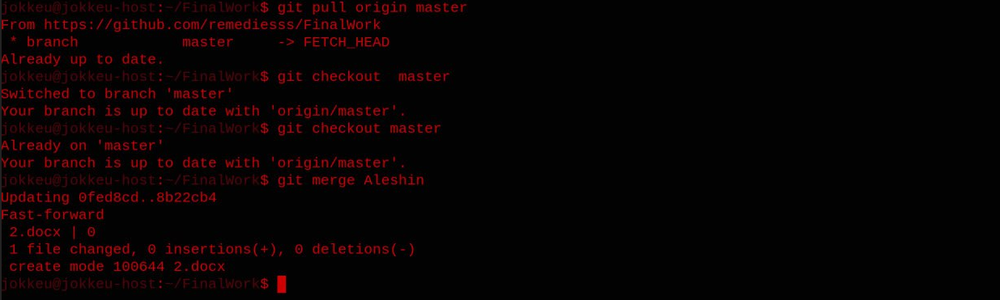 jokkeu@jokkeu-host:~/FinalWork$ git pull origin master
From https://github.com/remediesss/FinalWork
 * branch            master     -> FETCH_HEAD
Already up to date.
jokkeu@jokkeu-host:~/FinalWork$ git checkout  master
Switched to branch 'master'
Your branch is up to date with 'origin/master'.
jokkeu@jokkeu-host:~/FinalWork$ git checkout master
Already on 'master'
Your branch is up to date with 'origin/master'.
jokkeu@jokkeu-host:~/FinalWork$ git merge Aleshin
Updating 0fed8cd..8b22cb4
Fast-forward
 2.docx | 0
 1 file changed, 0 insertions(+), 0 deletions(-)
 create mode 100644 2.docx
jokkeu@jokkeu-host:~/FinalWork$